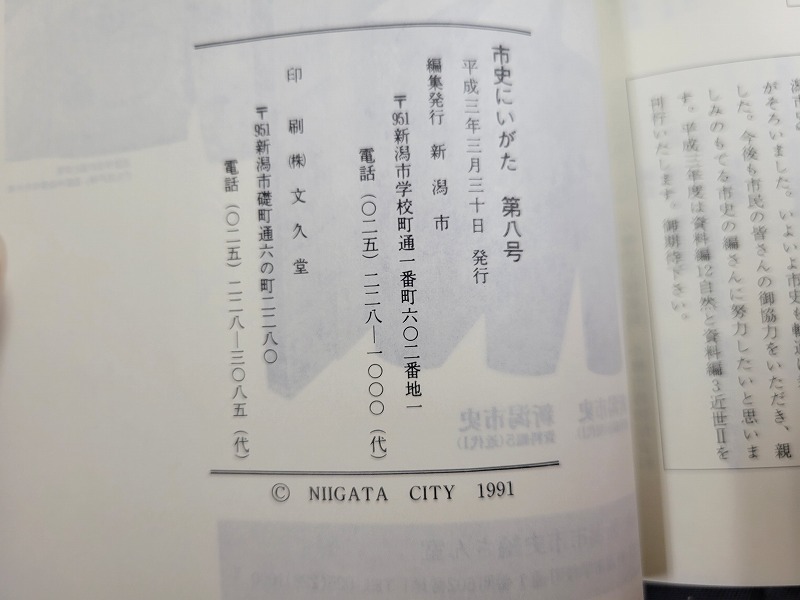 がそろいました。いよいよ市史も軌道に
した。今後も市民の皆さんの御協力をいただき、親
しみのもてる市史の編さんに努力したいと思いま
す。平成三年度は資料編12自然と資料編3近世Ⅱを
刊行いたします。御期待下さい。
市史にいがた 第八号
平成三年三月三十日 発行
編集発行 新潟市
〒951新潟市学校町通一番町六〇二番地一
電話(〇二五)二二八―一〇〇〇(代)
印刷 ㈱文久堂
〒951新潟市礎町通六の町二二八〇
電話(〇二五)二二八―三〇八五(代)
© NIIGATA CITY 1991